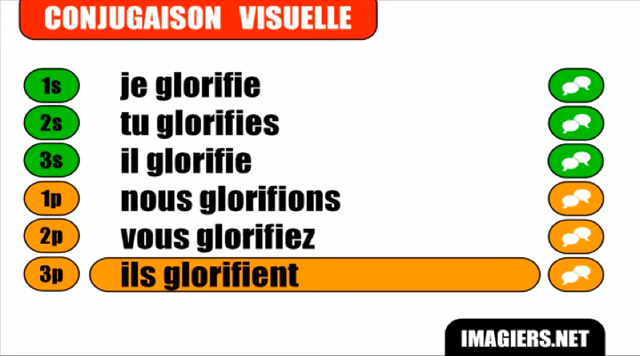 CONJUGAISON VISUELLE
1s je glorifie
2s tu glorifies
3s il glorifie
1p nous glorifions
2p vous glorifiez
3p ils glorifient
IMAGIERS.NET